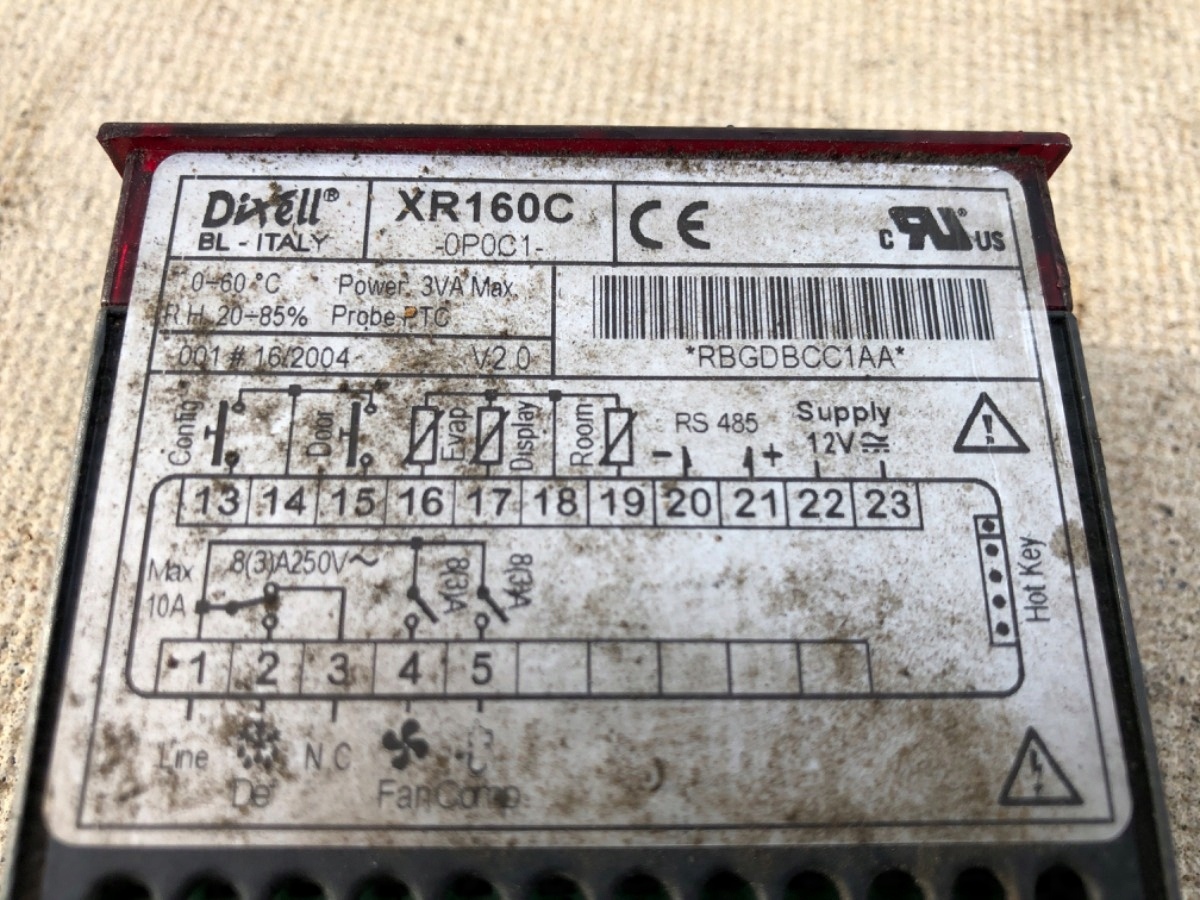 Dixell®
BL - ITALY
XR160C
-0P0C1-
CE
C RU® US
0÷60 °C Power. 3VA Max.
R.H. 20÷85% Probe PTC
001 # 16/2004 V2.0
*RBGDBCC1AA*
Config Door Evap Display Room RS 485 Supply
12V
- +
13 14 15 16 17 18 19 20 21 22 23
8(3)A250V~ 8(3)A 8(3)A
Max
10A
Hot Key
1 2 3 4 5
Line N.C.
Def Fan Comp.